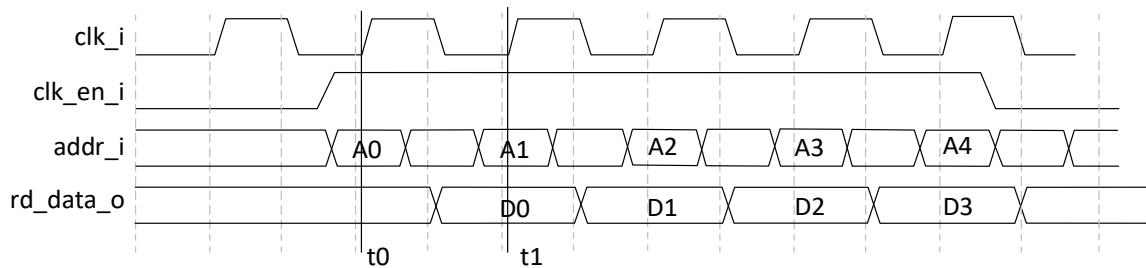 clk_i
clk_en_i
addr_i A0 A1 A2 A3 A4
rd_data_o D0 D1 D2 D3
t0 t1